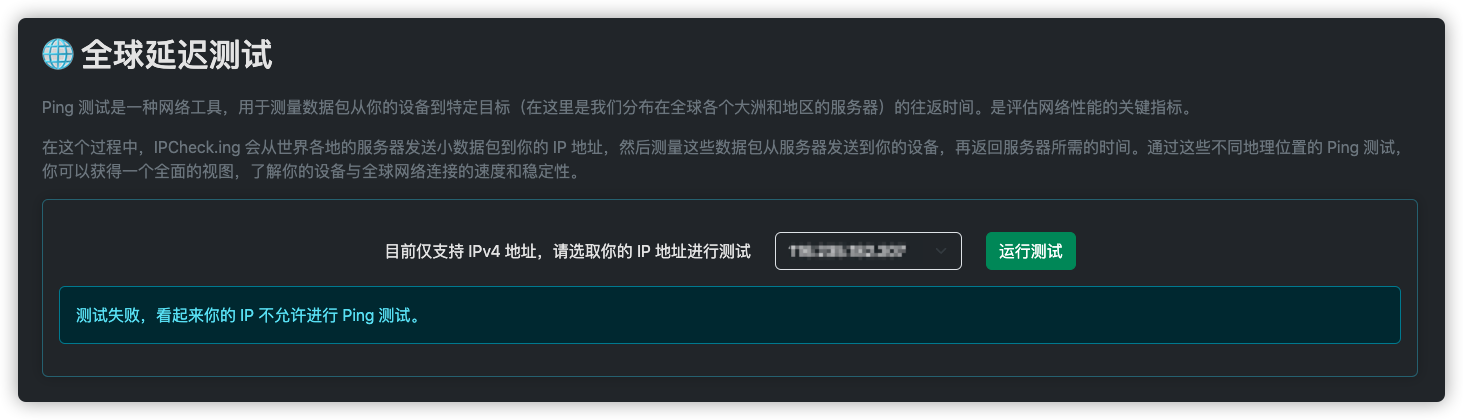 全球延迟测试
Ping 测试是一种网络工具，用于测量数据包从你的设备到特定目标（在这里是我们分布在全球各个大洲和地区的服务器）的往返时间。是评估网络性能的关键指标。
在这个过程中，IPCheck.ing 会从世界各地的服务器发送小数据包到你的 IP 地址，然后测量这些数据包从服务器发送到你的设备，再返回服务器所需的时间。通过这些不同地理位置的 Ping 测试，
你可以获得一个全面的视图，了解你的设备与全球网络连接的速度和稳定性。
目前仅支持 IPv4 地址，请选取你的 IP 地址进行测试
运行测试
测试失败，看起来你的 IP 不允许进行 Ping 测试。